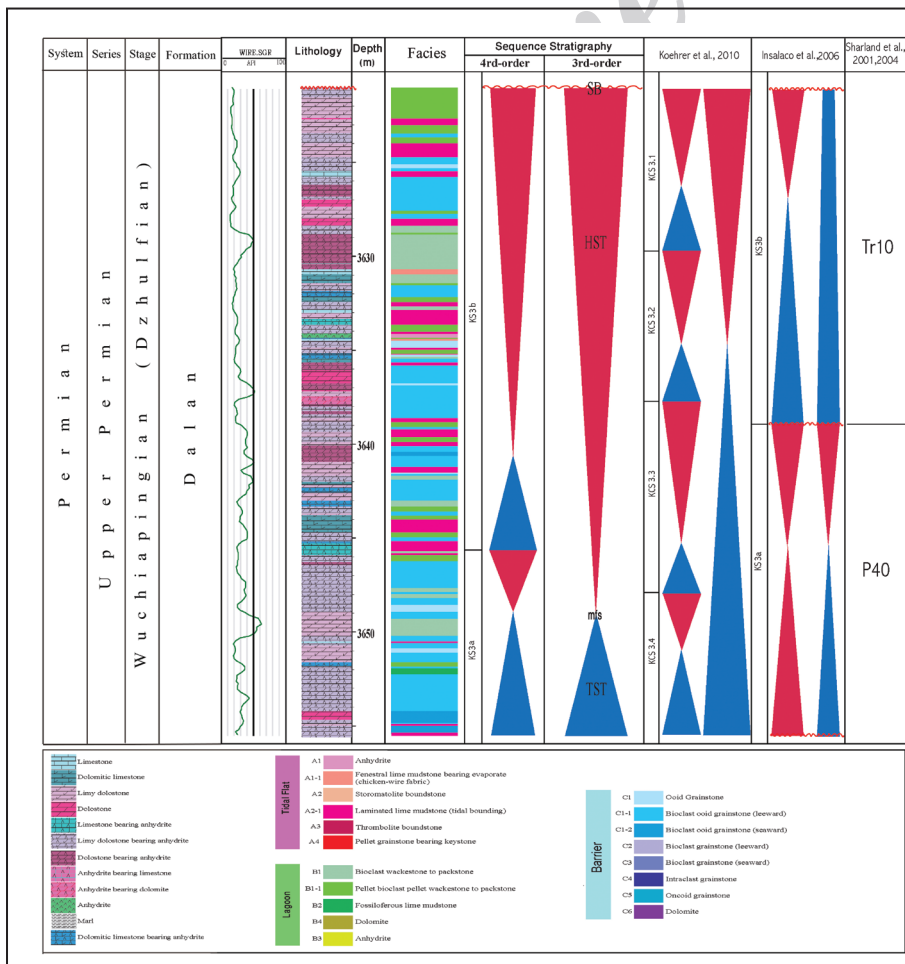 System
Series
Stage
Formation
WIRE.SGR
0 API 100
Lithology
Depth
(m)
Facies
Sequence Stratigraphy
4rd-order
3rd-order
Koehrer et al., 2010
Insalaco et al., 2006
Sharland et al.,
2001,2004
Permian
Upper Permian
Wuchiapingian (Dzhulfian)
Dalan
3630
3640
3650
KS3b
KS3a
SB
HST
mfs
TST
KCS 3.1
KCS 3.2
KCS 3.3
KCS 3.4
KS3b
KS3a
Tr10
P40
Limestone
Dolomitic limestone
Limy dolostone
Dolostone
Limestone bearing anhydrite
Limy dolostone bearing anhydrite
Dolostone bearing anhydrite
Anhydrite bearing limestone
Anhydrite bearing dolomite
Anhydrite
Marl
Dolomitic limestone bearing anhydrite
Tidal Flat
A1 Anhydrite
A1-1 Fenestral lime mudstone bearing evaporate
(chicken-wire fabric)
A2 Storomatolite boundstone
A2-1 Laminated lime mudstone (tidal bounding)
A3 Thrombolite boundstone
A4 Pellet grainstone bearing keystone
Lagoon
B1 Bioclast wackestone to packstone
B1-1 Pellet bioclast pellet wackestone to packstone
B2 Fossiloferous lime mudstone
B4 Dolomite
B3 Anhydrite
Barrier
C1 Ooid Grainstone
C1-1 Bioclast ooid grainstone (leeward)
C1-2 Bioclast ooid grainstone (seaward)
C2 Bioclast grainstone (leeward)
C3 Bioclast grainstone (seaward)
C4 Intraclast grainstone
C5 Oncoid grainstone
C6 Dolomite